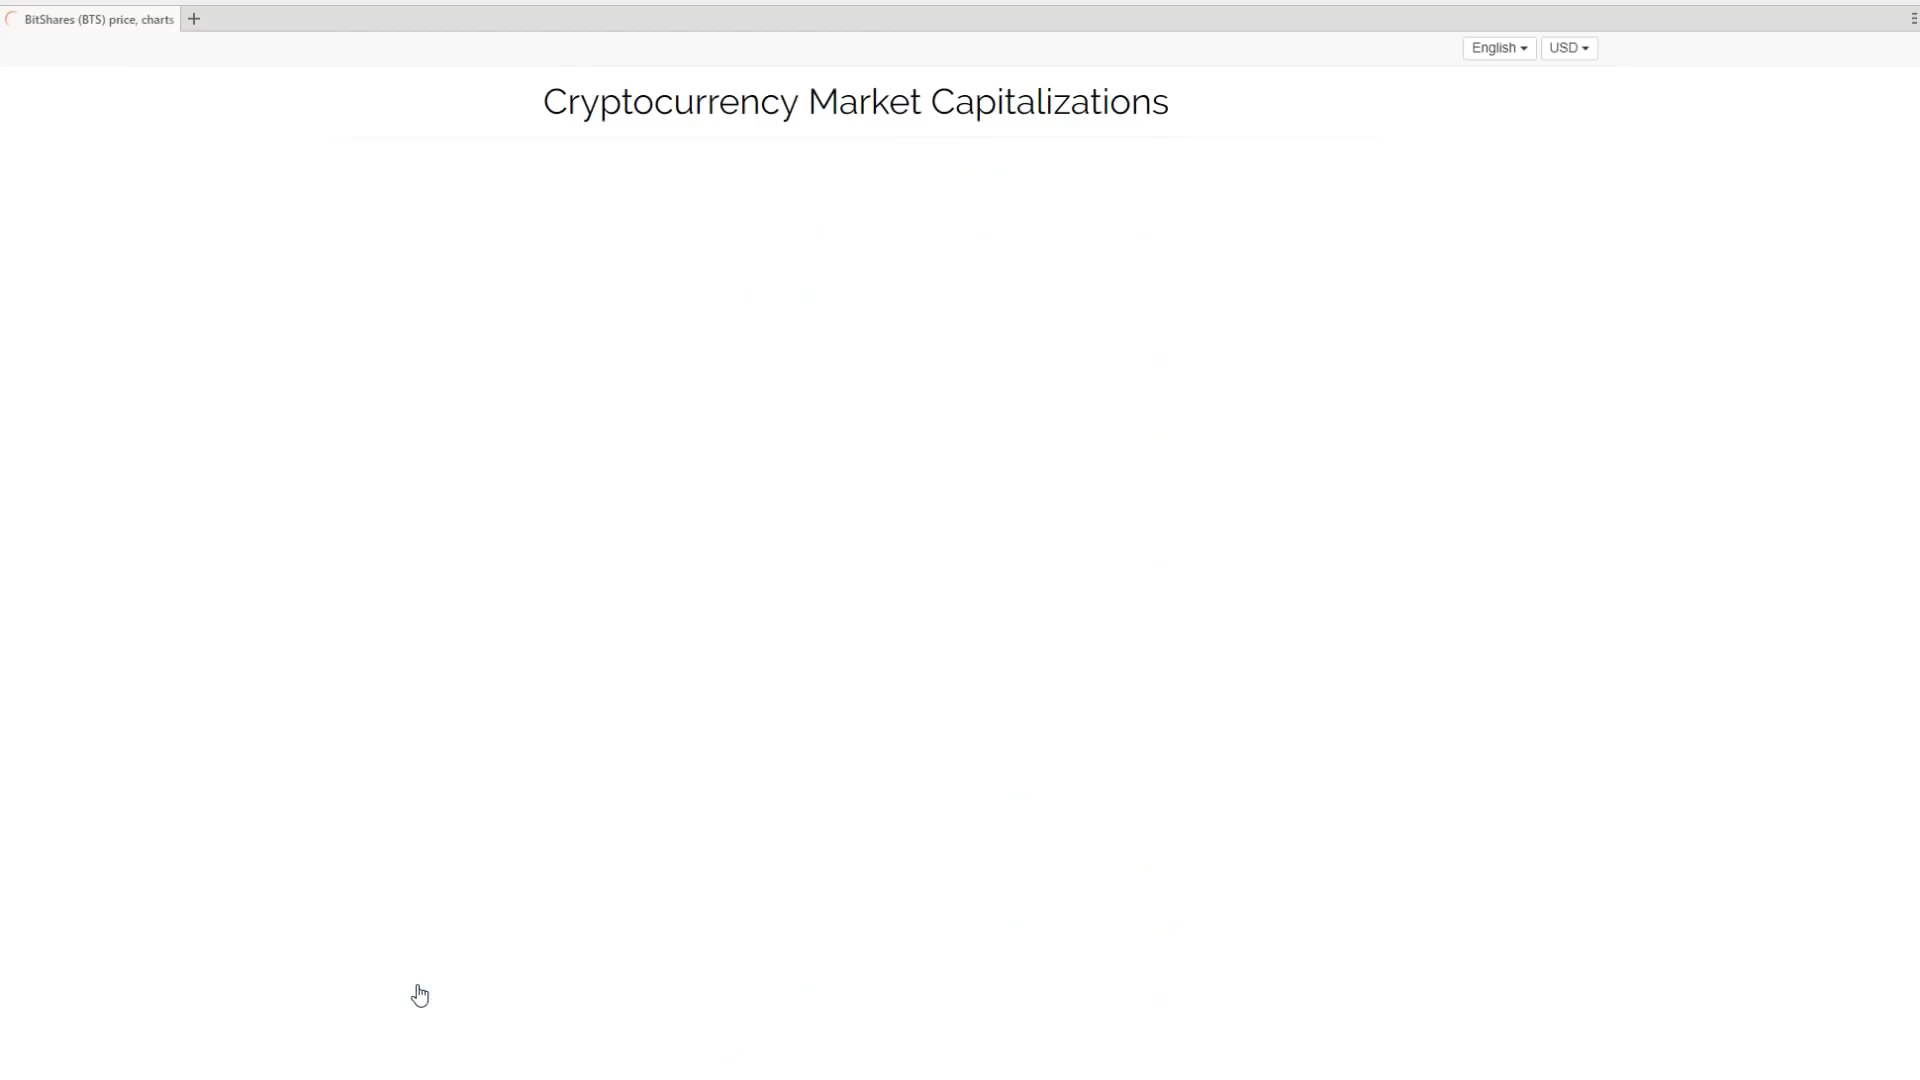 BitShares (BTS) price, charts
English USD
Cryptocurrency Market Capitalizations